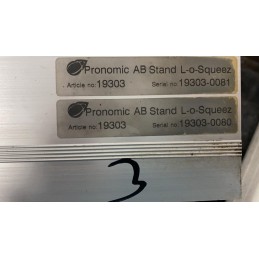 Pronomic AB Stand L-o-Squeez
Article no: 19303 Serial no: 19303-0081
Pronomic AB Stand L-o-Squeez
Article no: 19303 Serial no: 19303-0080
3